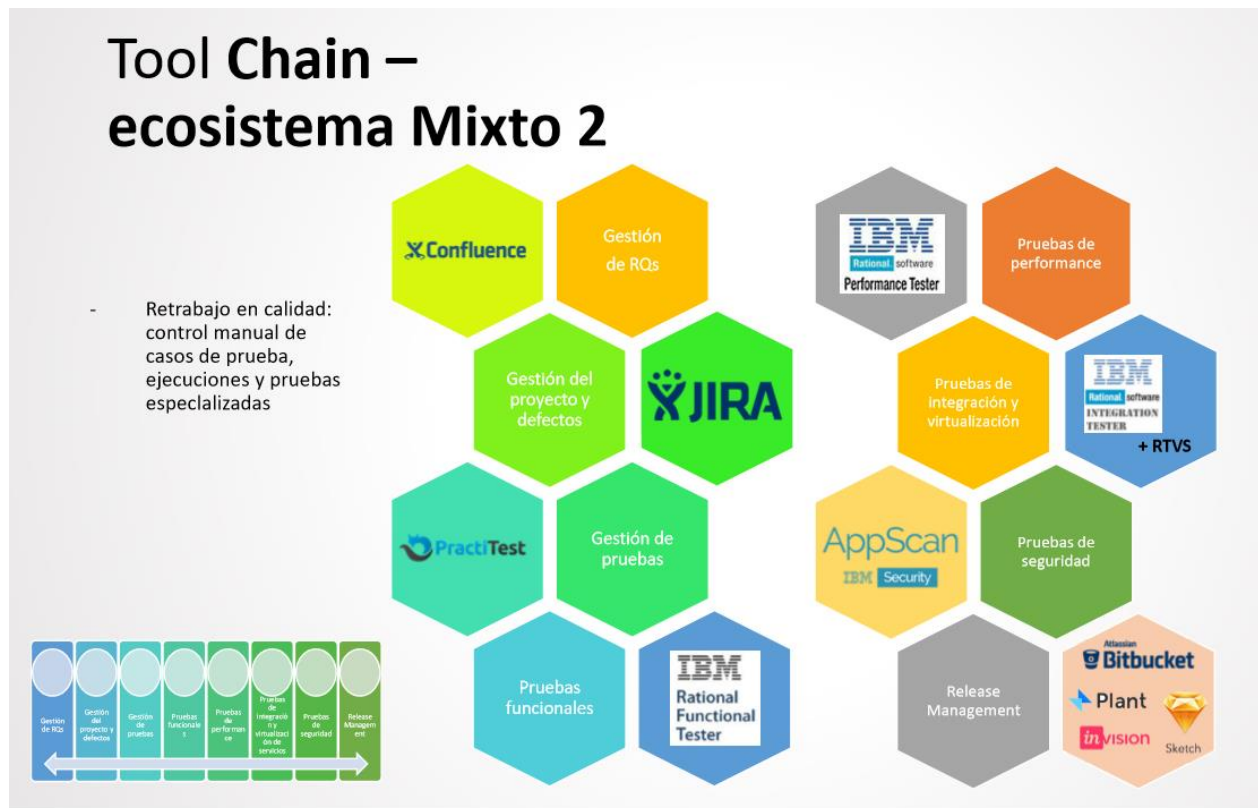 Tool Chain –
ecosistema Mixto 2
- Retrabajo en calidad:
control manual de
casos de prueba,
ejecuciones y pruebas
especlalizadas
Confluence
Gestión
de RQs
Gestión del
proyecto y
defectos
JIRA
PractiTest
Gestión de
pruebas
Pruebas
funcionales
IBM
Rational
Functional
Tester
IBM
Rational. software
Performance Tester
Pruebas de
performance
Pruebas de
integración y
virtualización
IBM
Rational. software
INTEGRATION
TESTER
+ RTVS
AppScan
IBM Security
Pruebas de
seguridad
Release
Management
Atlassian
Bitbucket
Plant
invision
Sketch
Gestión
de RQs
Gestión
del
proyecto y
defectos
Gestión
de
pruebas
Pruebas
funcionale
s
Pruebas
de
performan
ce
Pruebas
de
integració
n y
virtualizaci
ón de
servicios
Pruebas
de
seguridad
Release
Managem
ent